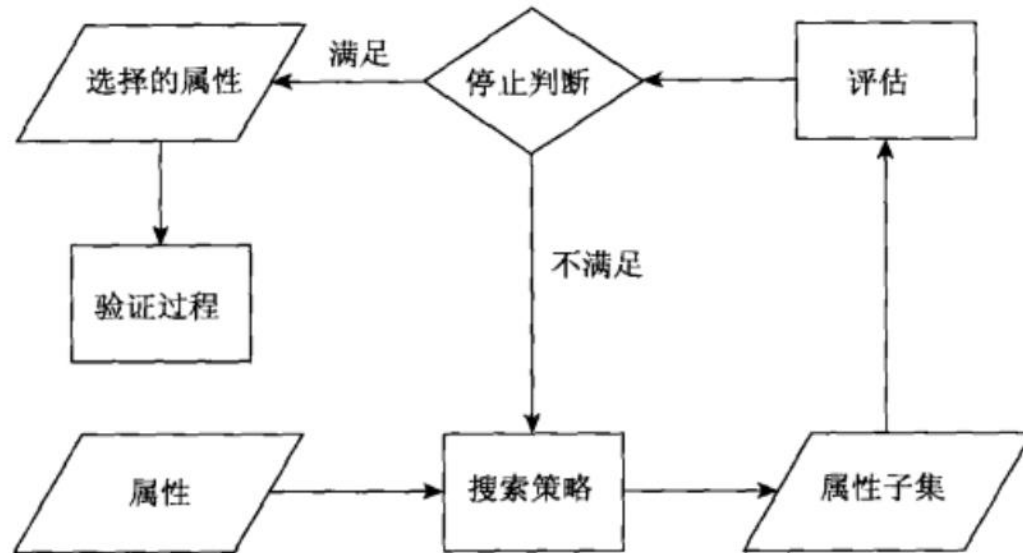 选择的属性
满足
停止判断
评估
不满足
验证过程
属性
搜索策略
属性子集